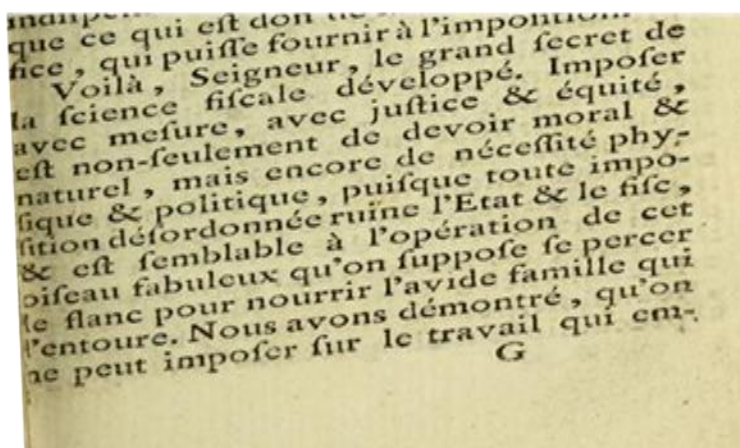 que ce qui eſt don de
fice, qui puiſſe fournir à l'impoſition.
Voilà, Seigneur, le grand ſecret de
la ſcience fiſcale développé. Impoſer
avec meſure, avec juſtice & équité,
eſt non-ſeulement de devoir moral &
naturel, mais encore de néceſſité phy-
ſique & politique, puiſque toute impo-
ſition déſordonnée ruine l'Etat & le fiſc,
& eſt ſemblable à l'opération de cet
oiſeau fabuleux qu'on ſuppoſe ſe percer
le flanc pour nourrir l'avide famille qui
l'entoure. Nous avons démontré, qu'on
ne peut impoſer ſur le travail qui em-
G